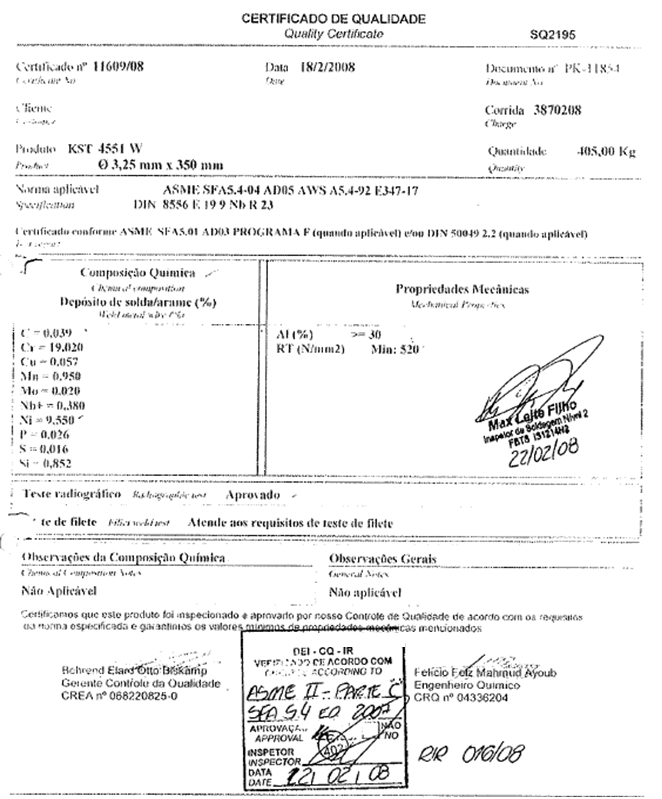 CERTIFICADO DE QUALIDADE
Quality Certificate
SQ2195
Certificado nº 11609/08
Certificate No
Data 18/2/2008
Date
Documento nº PK-11854
Document No
Cliente
Customer
Corrida 3870208
Charge
Produto KST 4551 W
Product
Ø 3,25 mm x 350 mm
Quantidade 405,00 Kg
Quantity
Norma aplicável ASME SFA5.4-04 AD05 AWS A5.4-92 E347-17
Specification DIN 8556 E 19 9 Nb R 23
Certificado conforme ASME SFA5.01 AD03 PROGRAMA F (quando aplicável) e/ou DIN 50049 2.2 (quando aplicável)
Composição Química
Chemical composition
Depósito de solda/arame (%)
Weld metal wire (%)
C = 0,039
Cr = 19,020
Cu = 0,057
Mn = 0,950
Mo = 0,020
Nb+ = 0,380
Ni = 9,550
P = 0,026
S = 0,016
Si = 0,852
Propriedades Mecânicas
Mechanical Properties
Al (%) >= 30
RT (N/mm2) Min: 520
Max Leite Filho
Inspetor de Soldagem Nível 2
22/02/08
Teste radiográfico Radiographic test Aprovado
te de filete Fillet weld test Atende aos requisitos de teste de filete
Observações da Composição Química
Chemical Composition Notes
Não Aplicável
Observações Gerais
General Notes
Não aplicável
Certificamos que este produto foi inspecionado e aprovado por nosso Controle de Qualidade de acordo com os requisitos
da norma especificada e garantimos os valores mínimos de propriedades mecânicas mencionados
Behrend Elard Otto Biskamp
Gerente Controle da Qualidade
CREA nº 068220825-0
DEI - CQ - IR
VERIFICADO DE ACORDO COM
ACCORDING TO
ASME II - PARTE C
SFA 5.4 ED 2007
APROVAÇÃO
APPROVAL
NÃO
NO
402
INSPETOR
INSPECTOR
DATA
DATE 22/02/08
Felício Feiz Mahmud Ayoub
Engenheiro Químico
CRQ nº 04336204
RIR 016/08